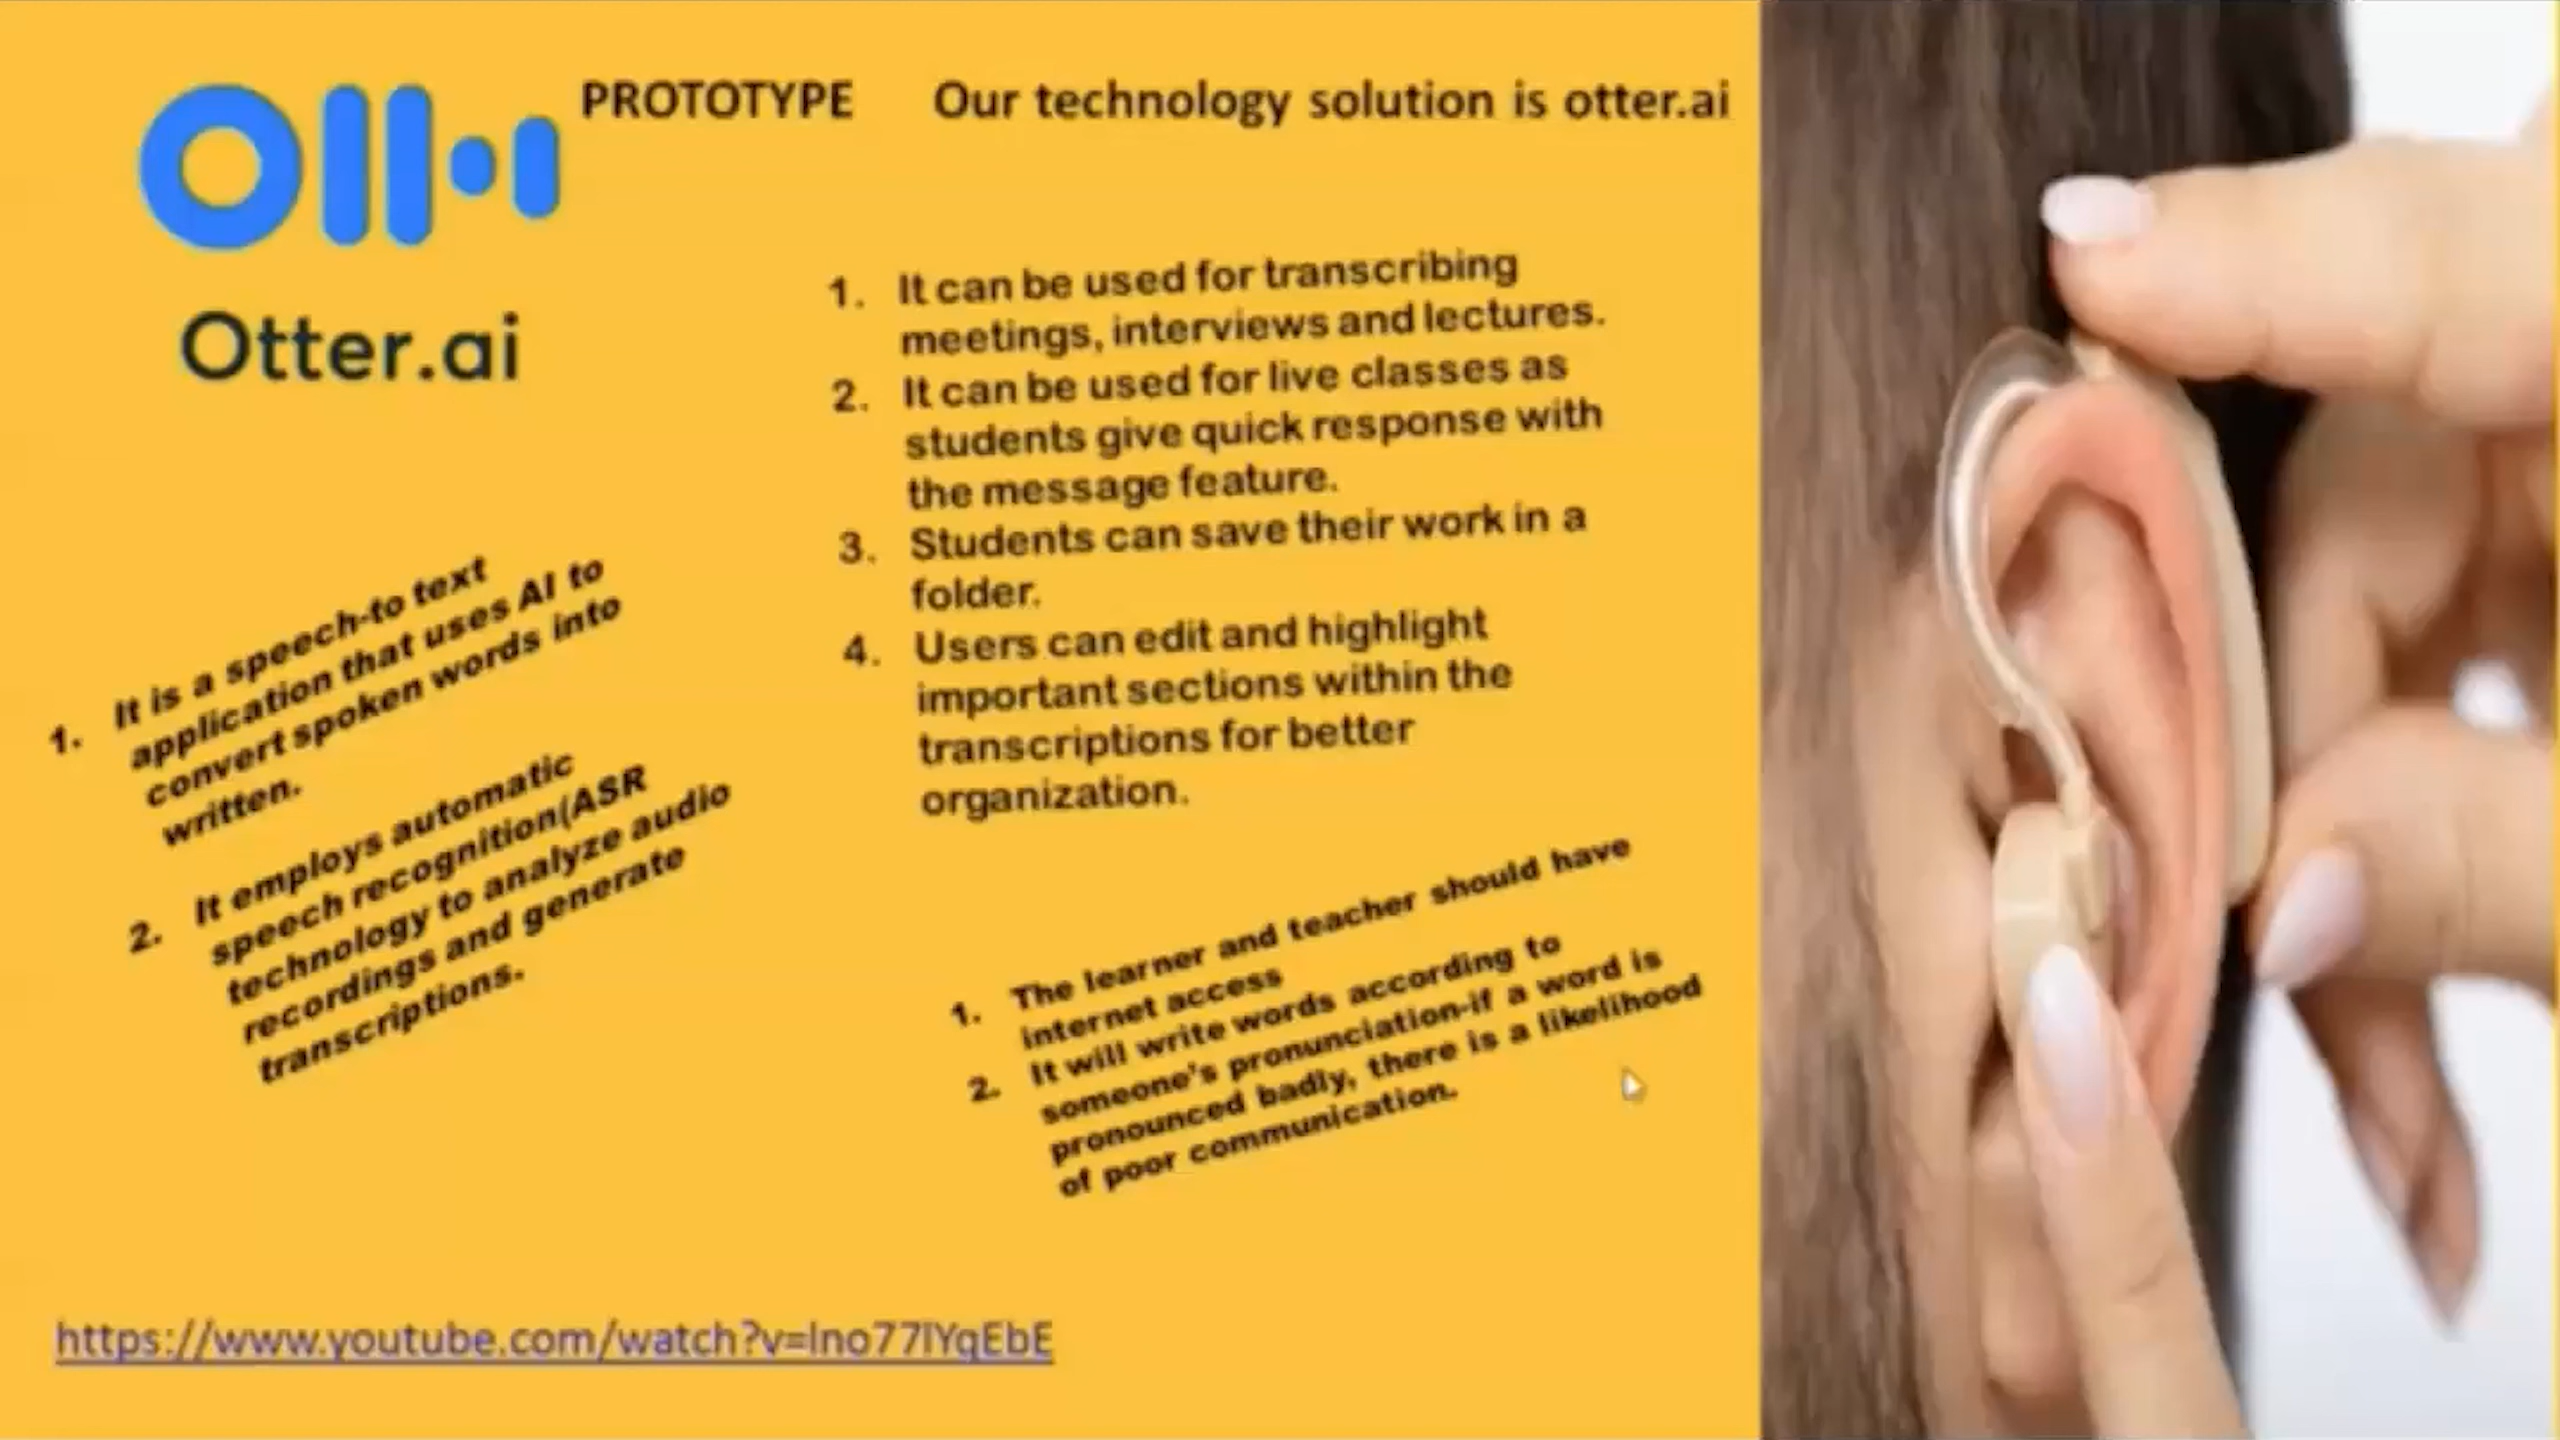 PROTOTYPE Our technology solution is otter.ai
Otter.ai
1. It is a speech-to text
application that uses AI to
convert spoken words into
written.
2. It employs automatic
speech recognition(ASR
technology to analyze audio
recordings and generate
transcriptions.
1. It can be used for transcribing
meetings, interviews and lectures.
2. It can be used for live classes as
students give quick response with
the message feature.
3. Students can save their work in a
folder.
4. Users can edit and highlight
important sections within the
transcriptions for better
organization.
1. The learner and teacher should have
internet access
2. It will write words according to
someone's pronunciation-if a word is
pronounced badly, there is a likelihood
of poor communication.
https://www.youtube.com/watch?v=lno77lYqEbE